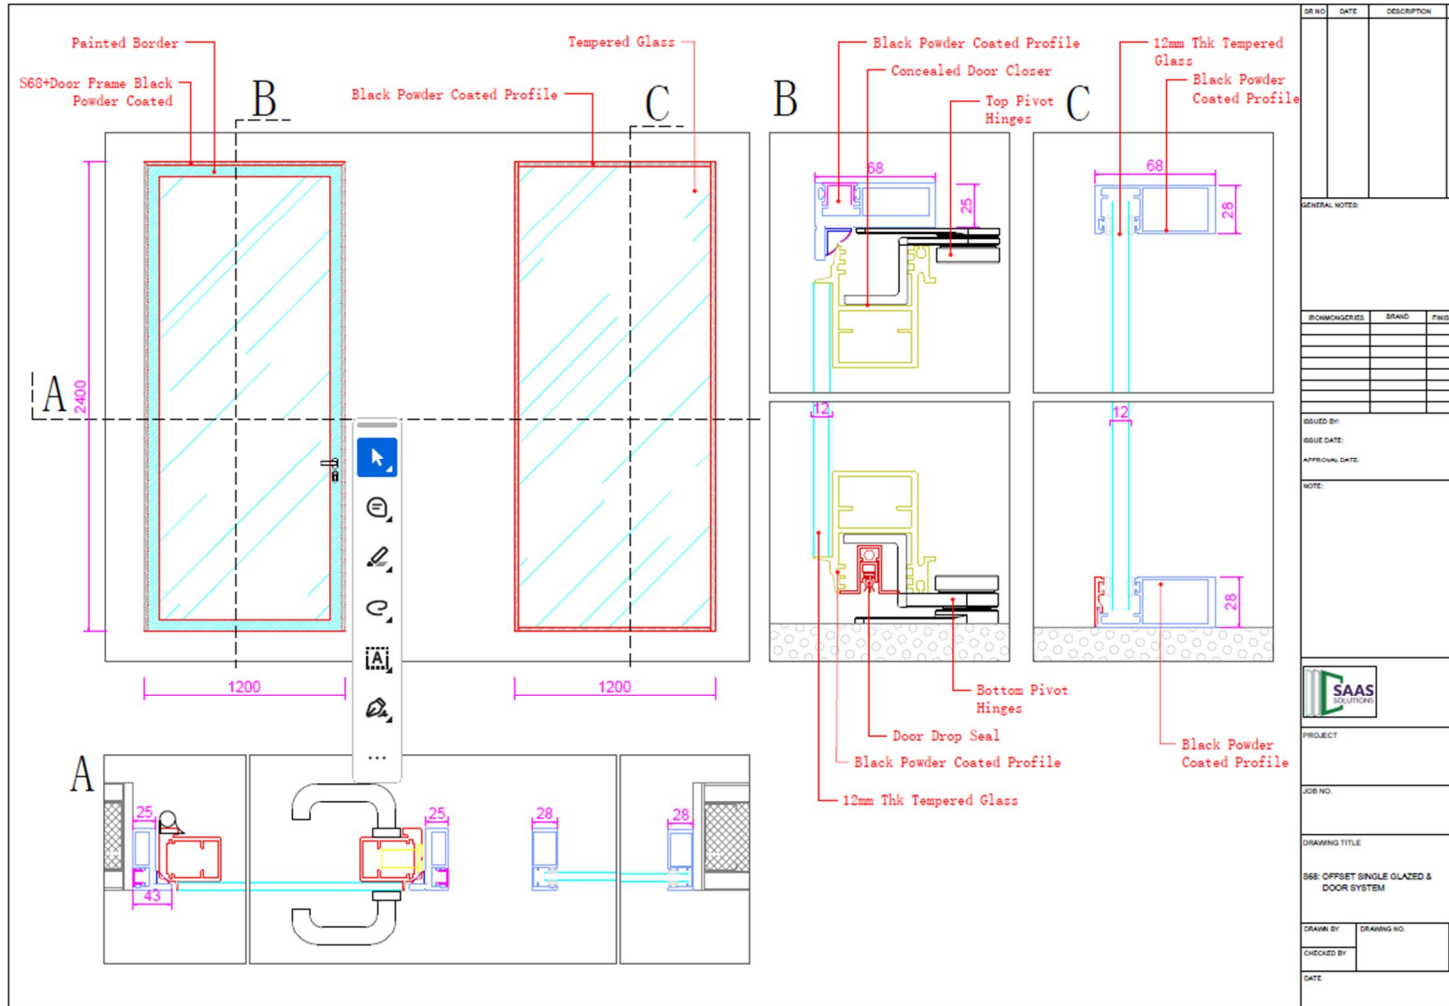 Painted Border
S68+Door Frame Black
Powder Coated
B
Black Powder Coated Profile
Tempered Glass
C
A
2400
1200
1200
B
Black Powder Coated Profile
Concealed Door Closer
Top Pivot
Hinges
68
25
12
Bottom Pivot
Hinges
Door Drop Seal
Black Powder Coated Profile
12mm Thk Tempered Glass
C
12mm Thk Tempered
Glass
Black Powder
Coated Profile
68
28
12
28
Black Powder
Coated Profile
A
25
43
25
28
28
A
SR NO
DATE
DESCRIPTION
GENERAL NOTES:
IRONMONGERIES
BRAND
ISSUED BY:
ISSUE DATE:
APPROVAL DATE:
NOTE:
SAAS
SOLUTIONS
PROJECT
JOB NO.
DRAWING TITLE
S68: OFFSET SINGLE GLAZED &
DOOR SYSTEM
DRAWN BY
DRAWING NO.
CHECKED BY
DATE